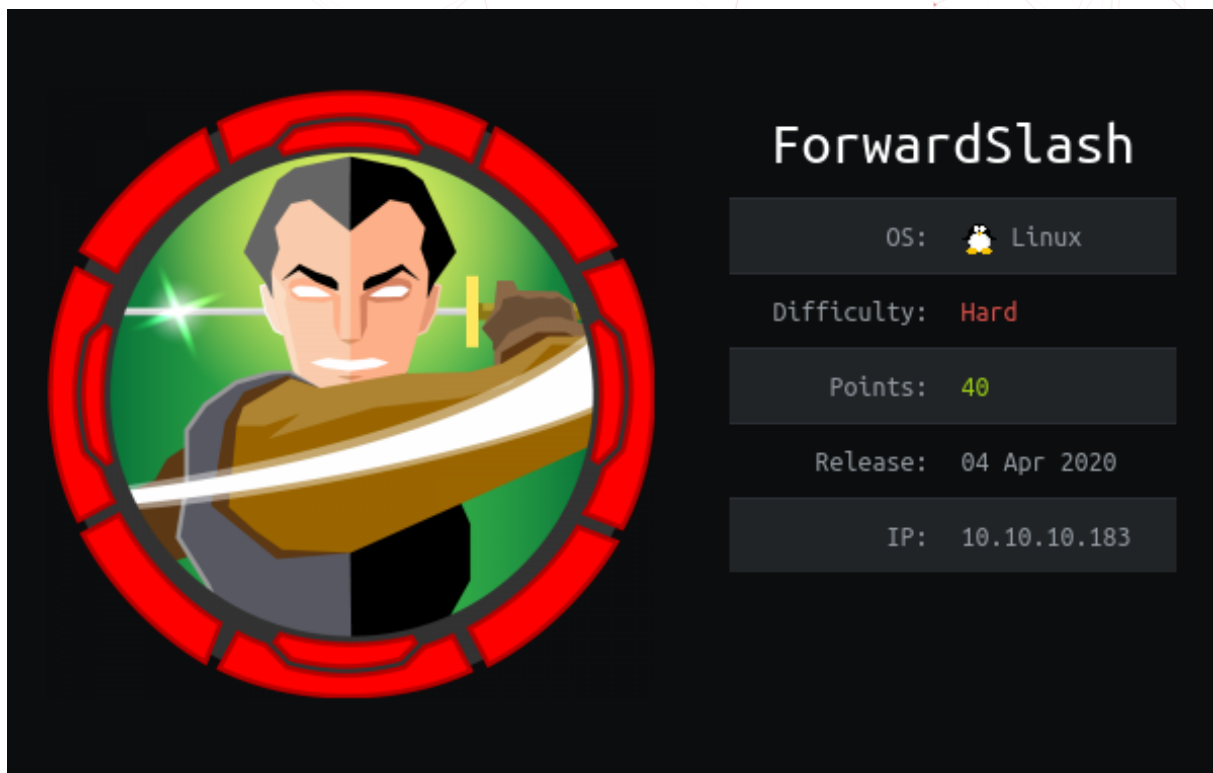 ForwardSlash
OS: Linux
Difficulty: Hard
Points: 40
Release: 04 Apr 2020
IP: 10.10.10.183